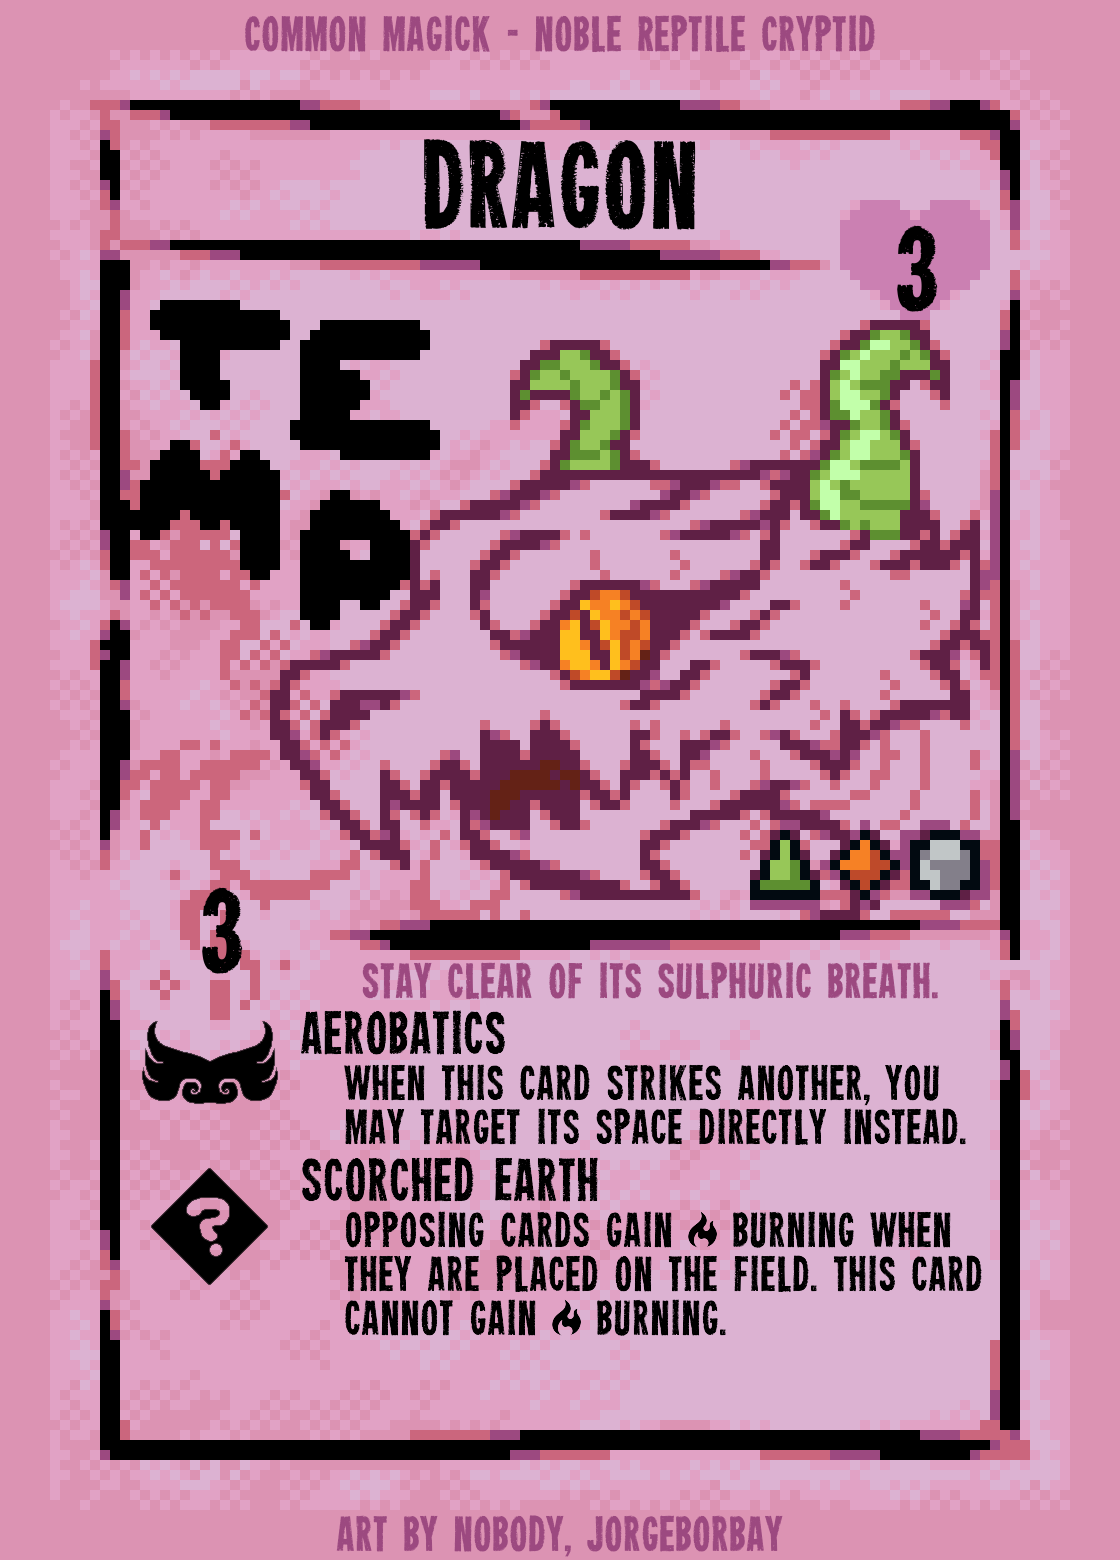 COMMON MAGICK - NOBLE REPTILE CRYPTID
DRAGON
3
TE
MP
3
STAY CLEAR OF ITS SULPHURIC BREATH.
AEROBATICS
WHEN THIS CARD STRIKES ANOTHER, YOU
MAY TARGET ITS SPACE DIRECTLY INSTEAD.
?
SCORCHED EARTH
OPPOSING CARDS GAIN BURNING WHEN
THEY ARE PLACED ON THE FIELD. THIS CARD
CANNOT GAIN BURNING.
ART BY NOBODY, JORGEBORBAY